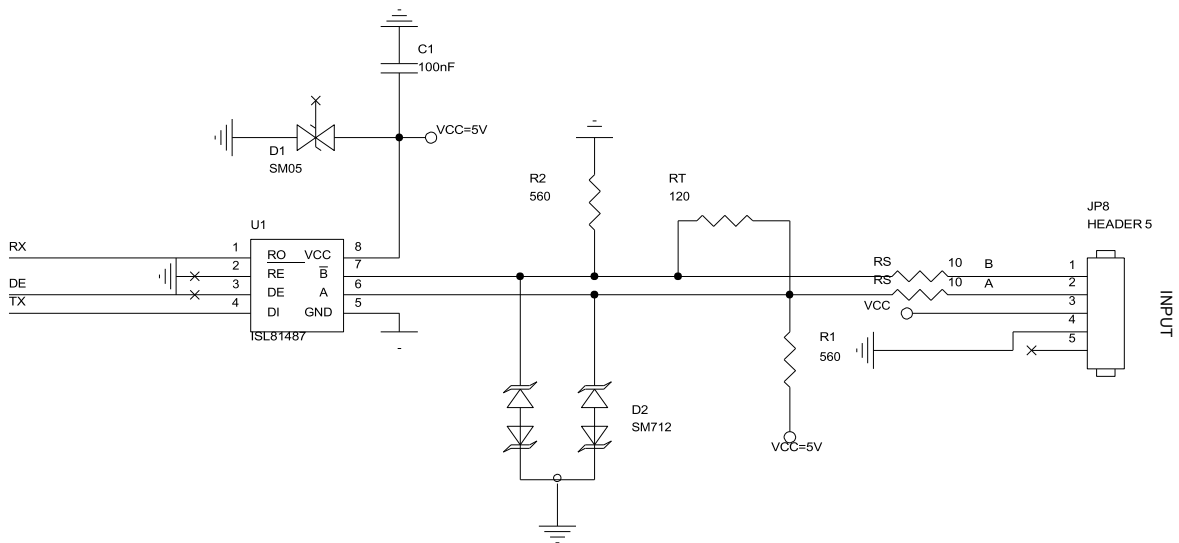 C1
100nF
VCC=5V
D1
SM05
R2
560
RT
120
JP8
HEADER 5
U1
RX
1
RO
VCC
8
2
RE
B
7
DE
3
DE
A
6
TX
4
DI
GND
5
ISL81487
RS
10
B
1
RS
10
A
2
VCC
3
4
5
INPUT
R1
560
D2
SM712
VCC=5V